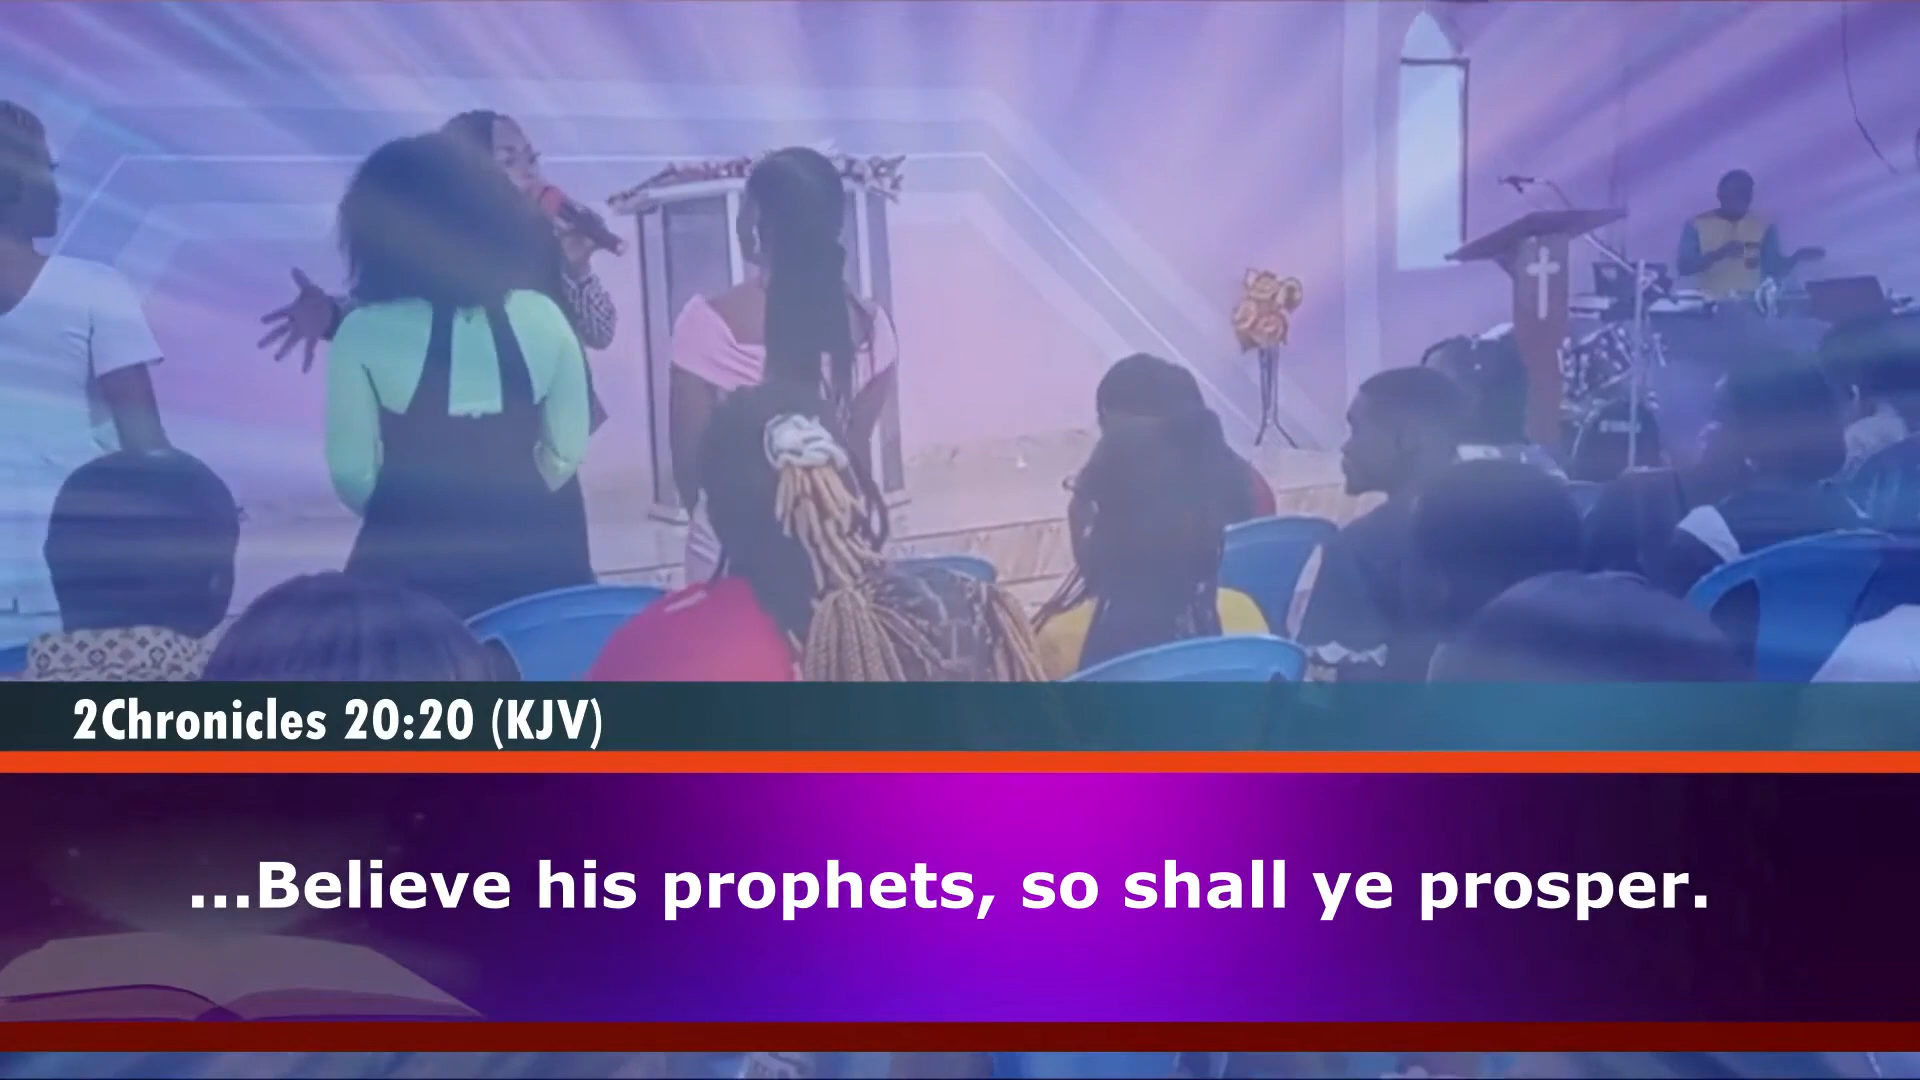 2Chronicles 20:20 (KJV)
...Believe his prophets, so shall ye prosper.